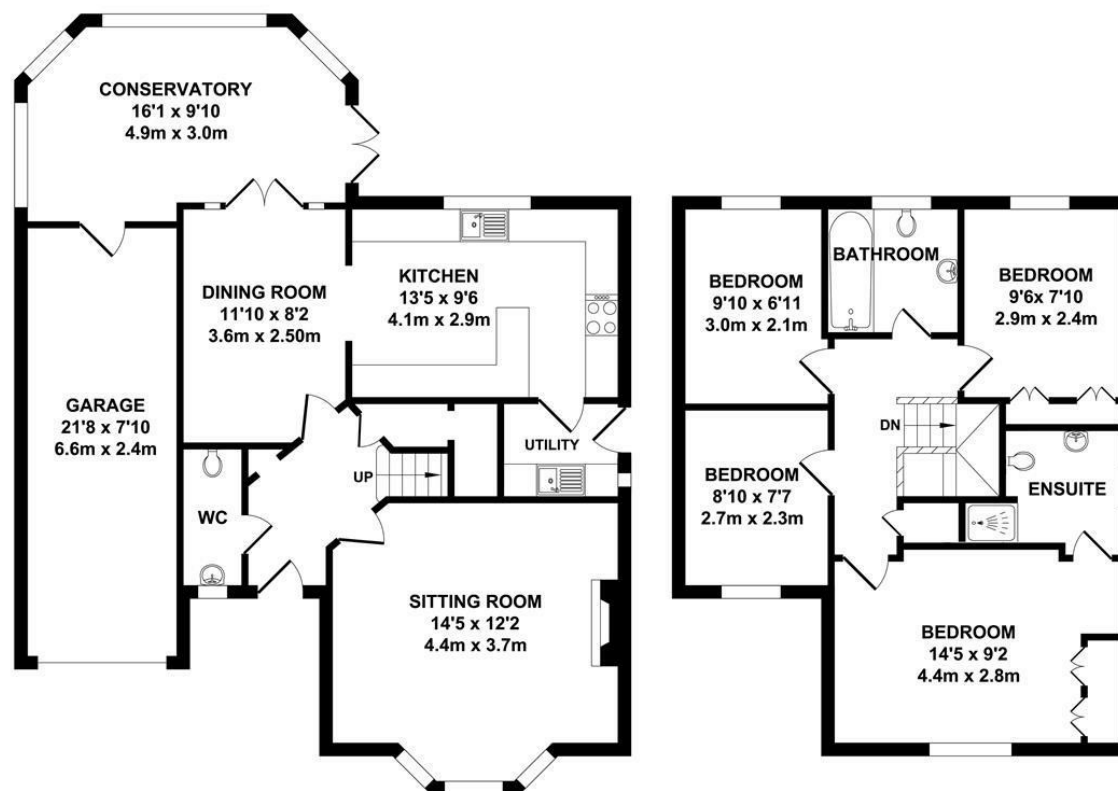 CONSERVATORY
16'1 x 9'10
4.9m x 3.0m
KITCHEN
13'5 x 9'6
4.1m x 2.9m
DINING ROOM
11'10 x 8'2
3.6m x 2.50m
GARAGE
21'8 x 7'10
6.6m x 2.4m
UTILITY
UP
WC
SITTING ROOM
14'5 x 12'2
4.4m x 3.7m
BATHROOM
BEDROOM
9'10 x 6'11
3.0m x 2.1m
BEDROOM
9'6x 7'10
2.9m x 2.4m
DN
BEDROOM
8'10 x 7'7
2.7m x 2.3m
ENSUITE
BEDROOM
14'5 x 9'2
4.4m x 2.8m